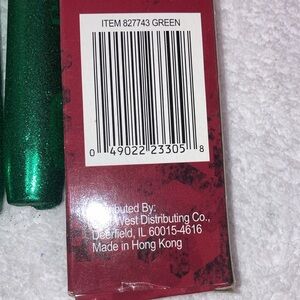 ITEM 827743 GREEN
0 49022 23305 8
By:
West Distributing Co.,
Deerfield, IL 60015-4616
Made in Hong Kong